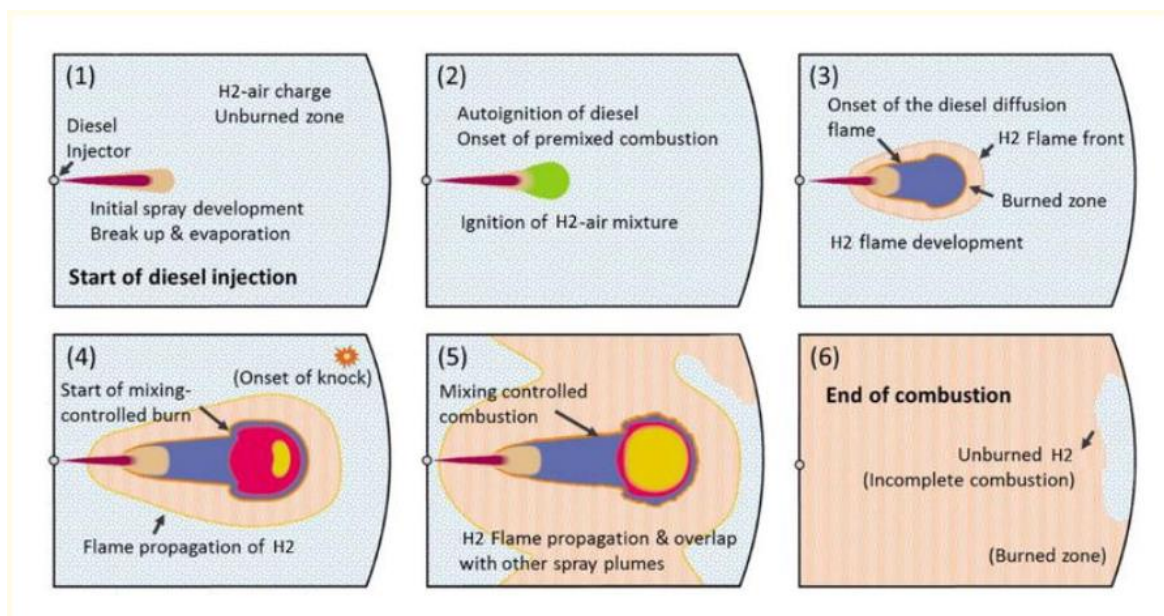 (1)
H2-air charge
Unburned zone
Diesel
Injector
Initial spray development
Break up & evaporation
Start of diesel injection
(2)
Autoignition of diesel
Onset of premixed combustion
Ignition of H2-air mixture
(3)
Onset of the diesel diffusion
flame
H2 Flame front
Burned zone
H2 flame development
(4)
(Onset of knock)
Start of mixing-
controlled burn
Flame propagation of H2
(5)
Mixing controlled
combustion
H2 Flame propagation & overlap
with other spray plumes
(6)
End of combustion
Unburned H2
(Incomplete combustion)
(Burned zone)